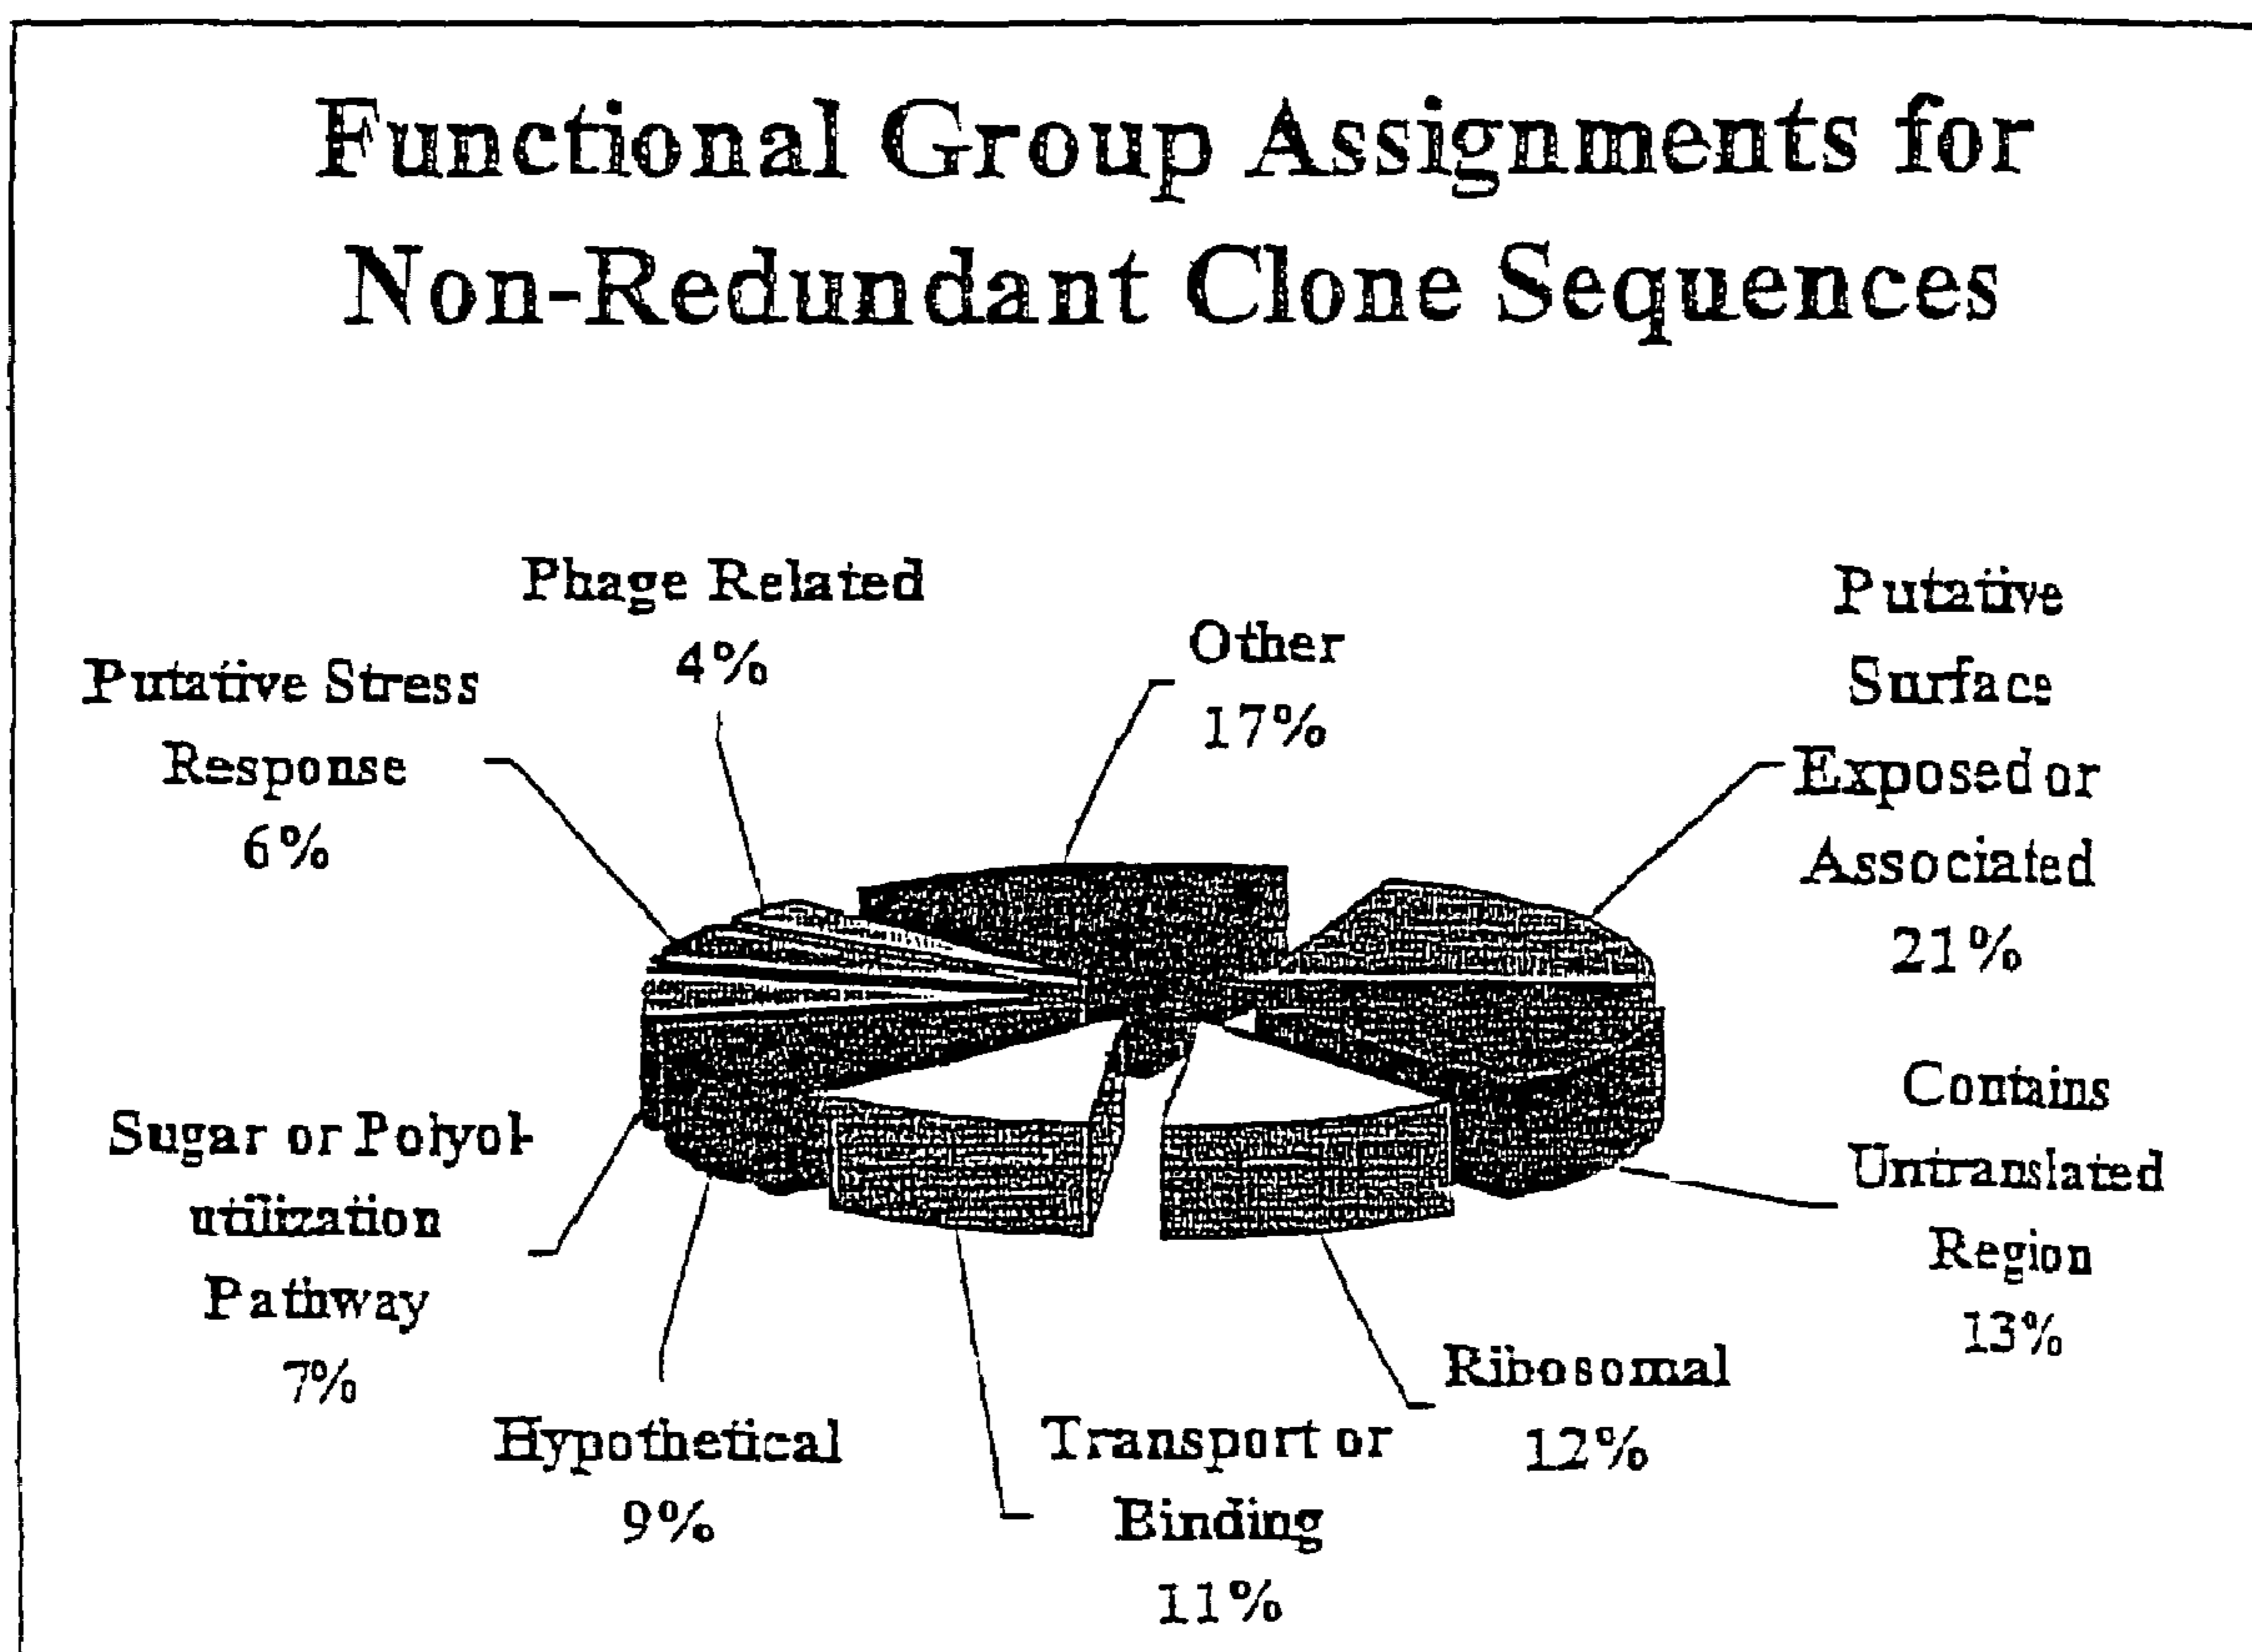 Functional Group Assignments for
Non-Redundant Clone Sequences
Phage Related
4%
Other
17%
Putative
Surface
Exposed or
Associated
21%
Putative Stress
Response
6%
Contains
Untranslated
Region
13%
Sugar or Polyol-
utilization
Pathway
7%
Ribosomal
12%
Hypothetical
9%
Transport or
Binding
11%